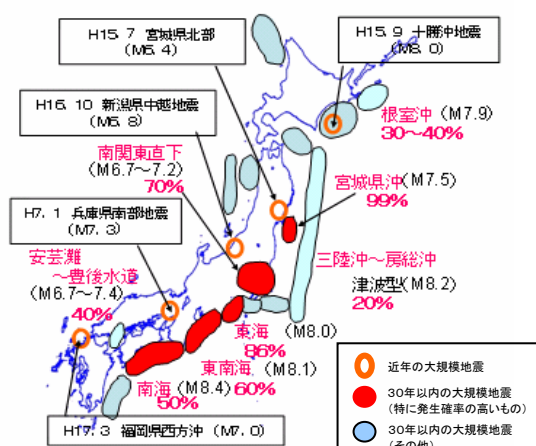 H15.7 宮城県北部
(M6.4)
H15.9 十勝沖地震
(M8.0)
H16.10 新潟県中越地震
(M6.8)
根室沖(M7.9)
30～40%
南関東直下
(M6.7～7.2)
70%
宮城県沖(M7.5)
99%
H7.1 兵庫県南部地震
(M7.3)
安芸灘
～豊後水道
(M6.7～7.4)
40%
三陸沖～房総沖
津波型(M8.2)
20%
東海 (M8.0)
86%
東南海 (M8.1)
60%
南海(M8.4)
50%
H17.3 福岡県西方沖 (M7.0)
近年の大規模地震
30年以内の大規模地震
(特に発生確率の高いもの)
30年以内の大規模地震
(その他)